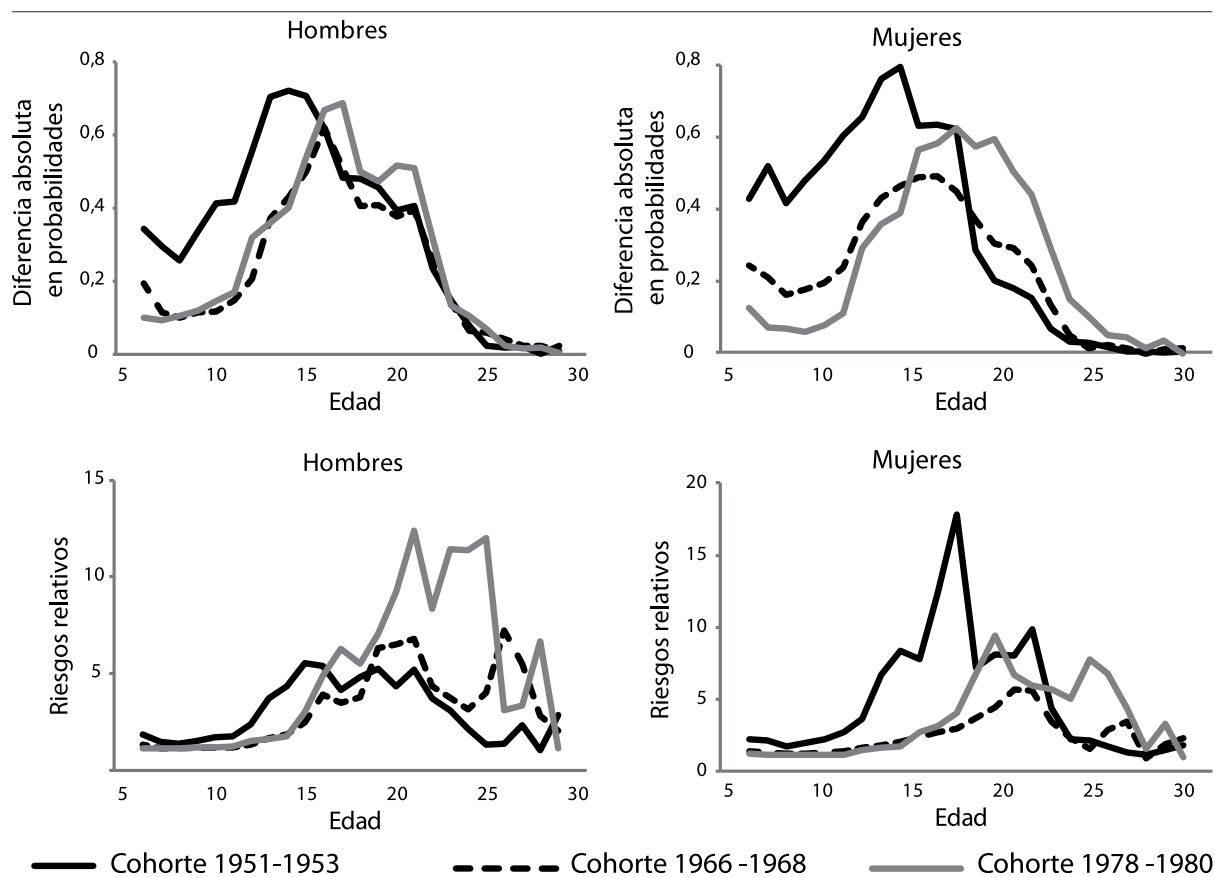 Hombres
Diferencia absoluta
en probabilidades
0,8
0,6
0,4
0,2
0
5 10 15 20 25 30
Edad
Mujeres
Diferencia absoluta
en probabilidades
0,8
0,6
0,4
0,2
0
5 10 15 20 25 30
Edad
Hombres
Riesgos relativos
15
10
5
5 10 15 20 25 30
Edad
Mujeres
Riesgos relativos
20
15
10
5
0
5 10 15 20 25 30
Edad
Cohorte 1951-1953 Cohorte 1966 -1968 Cohorte 1978 -1980